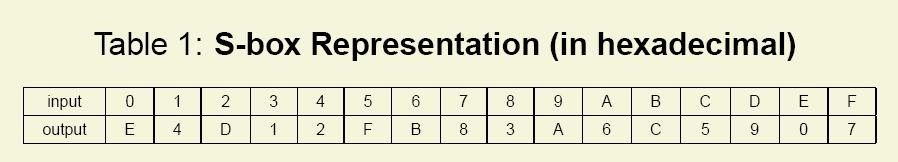 Table 1: S-box Representation (in hexadecimal)
input 0 1 2 3 4 5 6 7 8 9 A B C D E F
output E 4 D 1 2 F B 8 3 A 6 C 5 9 0 7